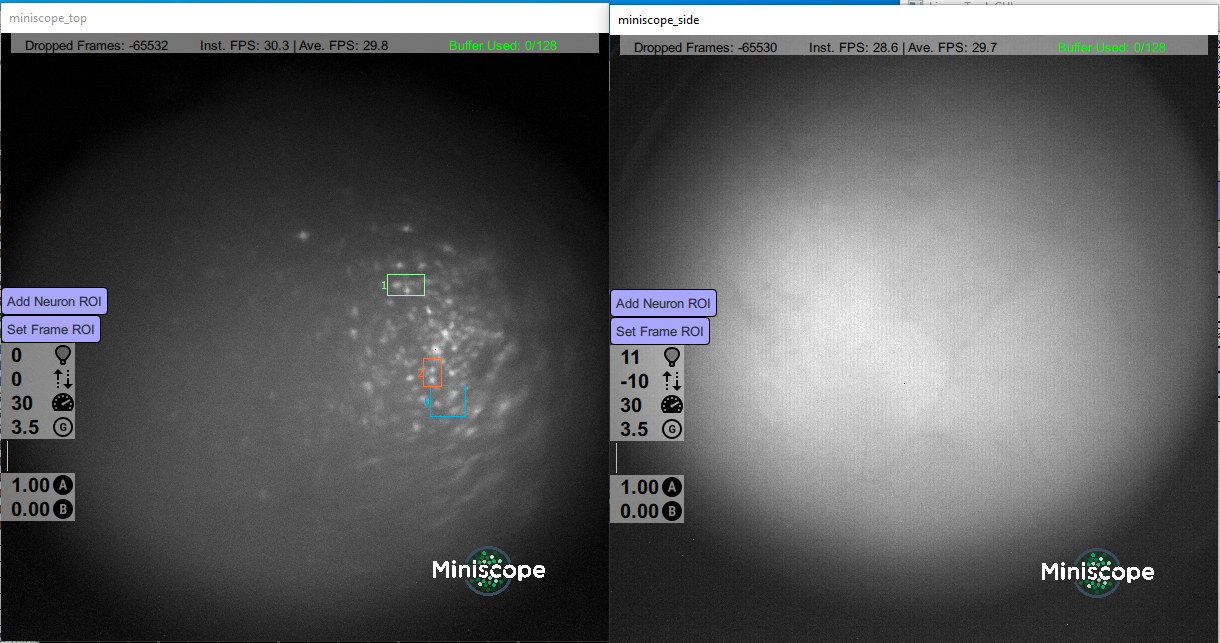 miniscope_top
Dropped Frames: -65532 Inst. FPS: 30.3 | Ave. FPS: 29.8 Buffer Used: 0/128
1
2
Add Neuron ROI
Set Frame ROI
0
0
30
3.5 G
1.00 A
0.00 B
Miniscope
miniscope_side
Dropped Frames: -65530 Inst. FPS: 28.6 | Ave. FPS: 29.7 Buffer Used: 0/128
Add Neuron ROI
Set Frame ROI
11
-10
30
3.5 G
1.00 A
0.00 B
Miniscope